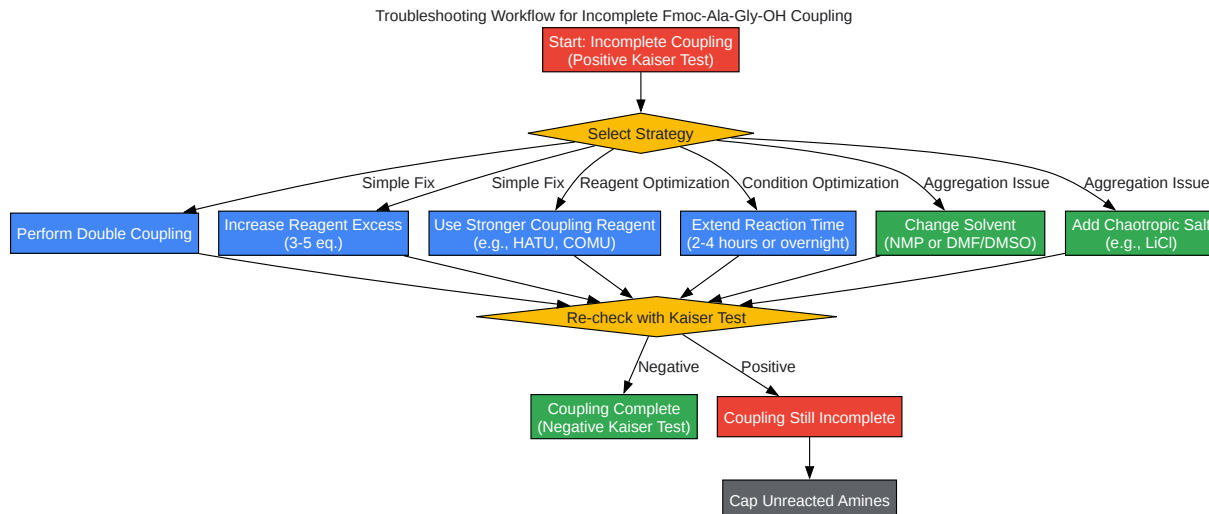 Troubleshooting Workflow for Incomplete Fmoc-Ala-Gly-OH Coupling
Start: Incomplete Coupling
(Positive Kaiser Test)
Select Strategy
Simple Fix
Simple Fix
Reagent Optimization
Condition Optimization
Aggregation Issue
Aggregation Issue
Perform Double Coupling
Increase Reagent Excess
(3-5 eq.)
Use Stronger Coupling Reagent
(e.g., HATU, COMU)
Extend Reaction Time
(2-4 hours or overnight)
Change Solvent
(NMP or DMF/DMSO)
Add Chaotropic Salt
(e.g., LiCl)
Re-check with Kaiser Test
Negative
Positive
Coupling Complete
(Negative Kaiser Test)
Coupling Still Incomplete
Cap Unreacted Amines